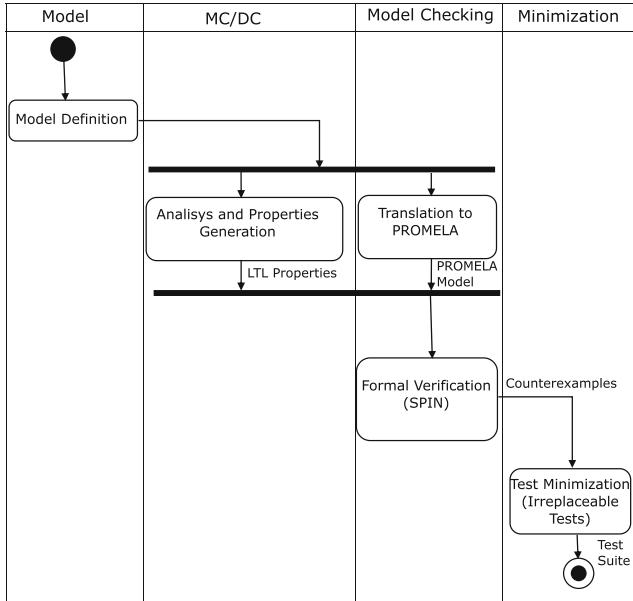 Model
MC/DC
Model Checking
Minimization
Model Definition
Analisys and Properties
Generation
Translation to
PROMELA
LTL Properties
PROMELA
Model
Formal Verification
(SPIN)
Counterexamples
Test Minimization
(Irreplaceable
Tests)
Test
Suite